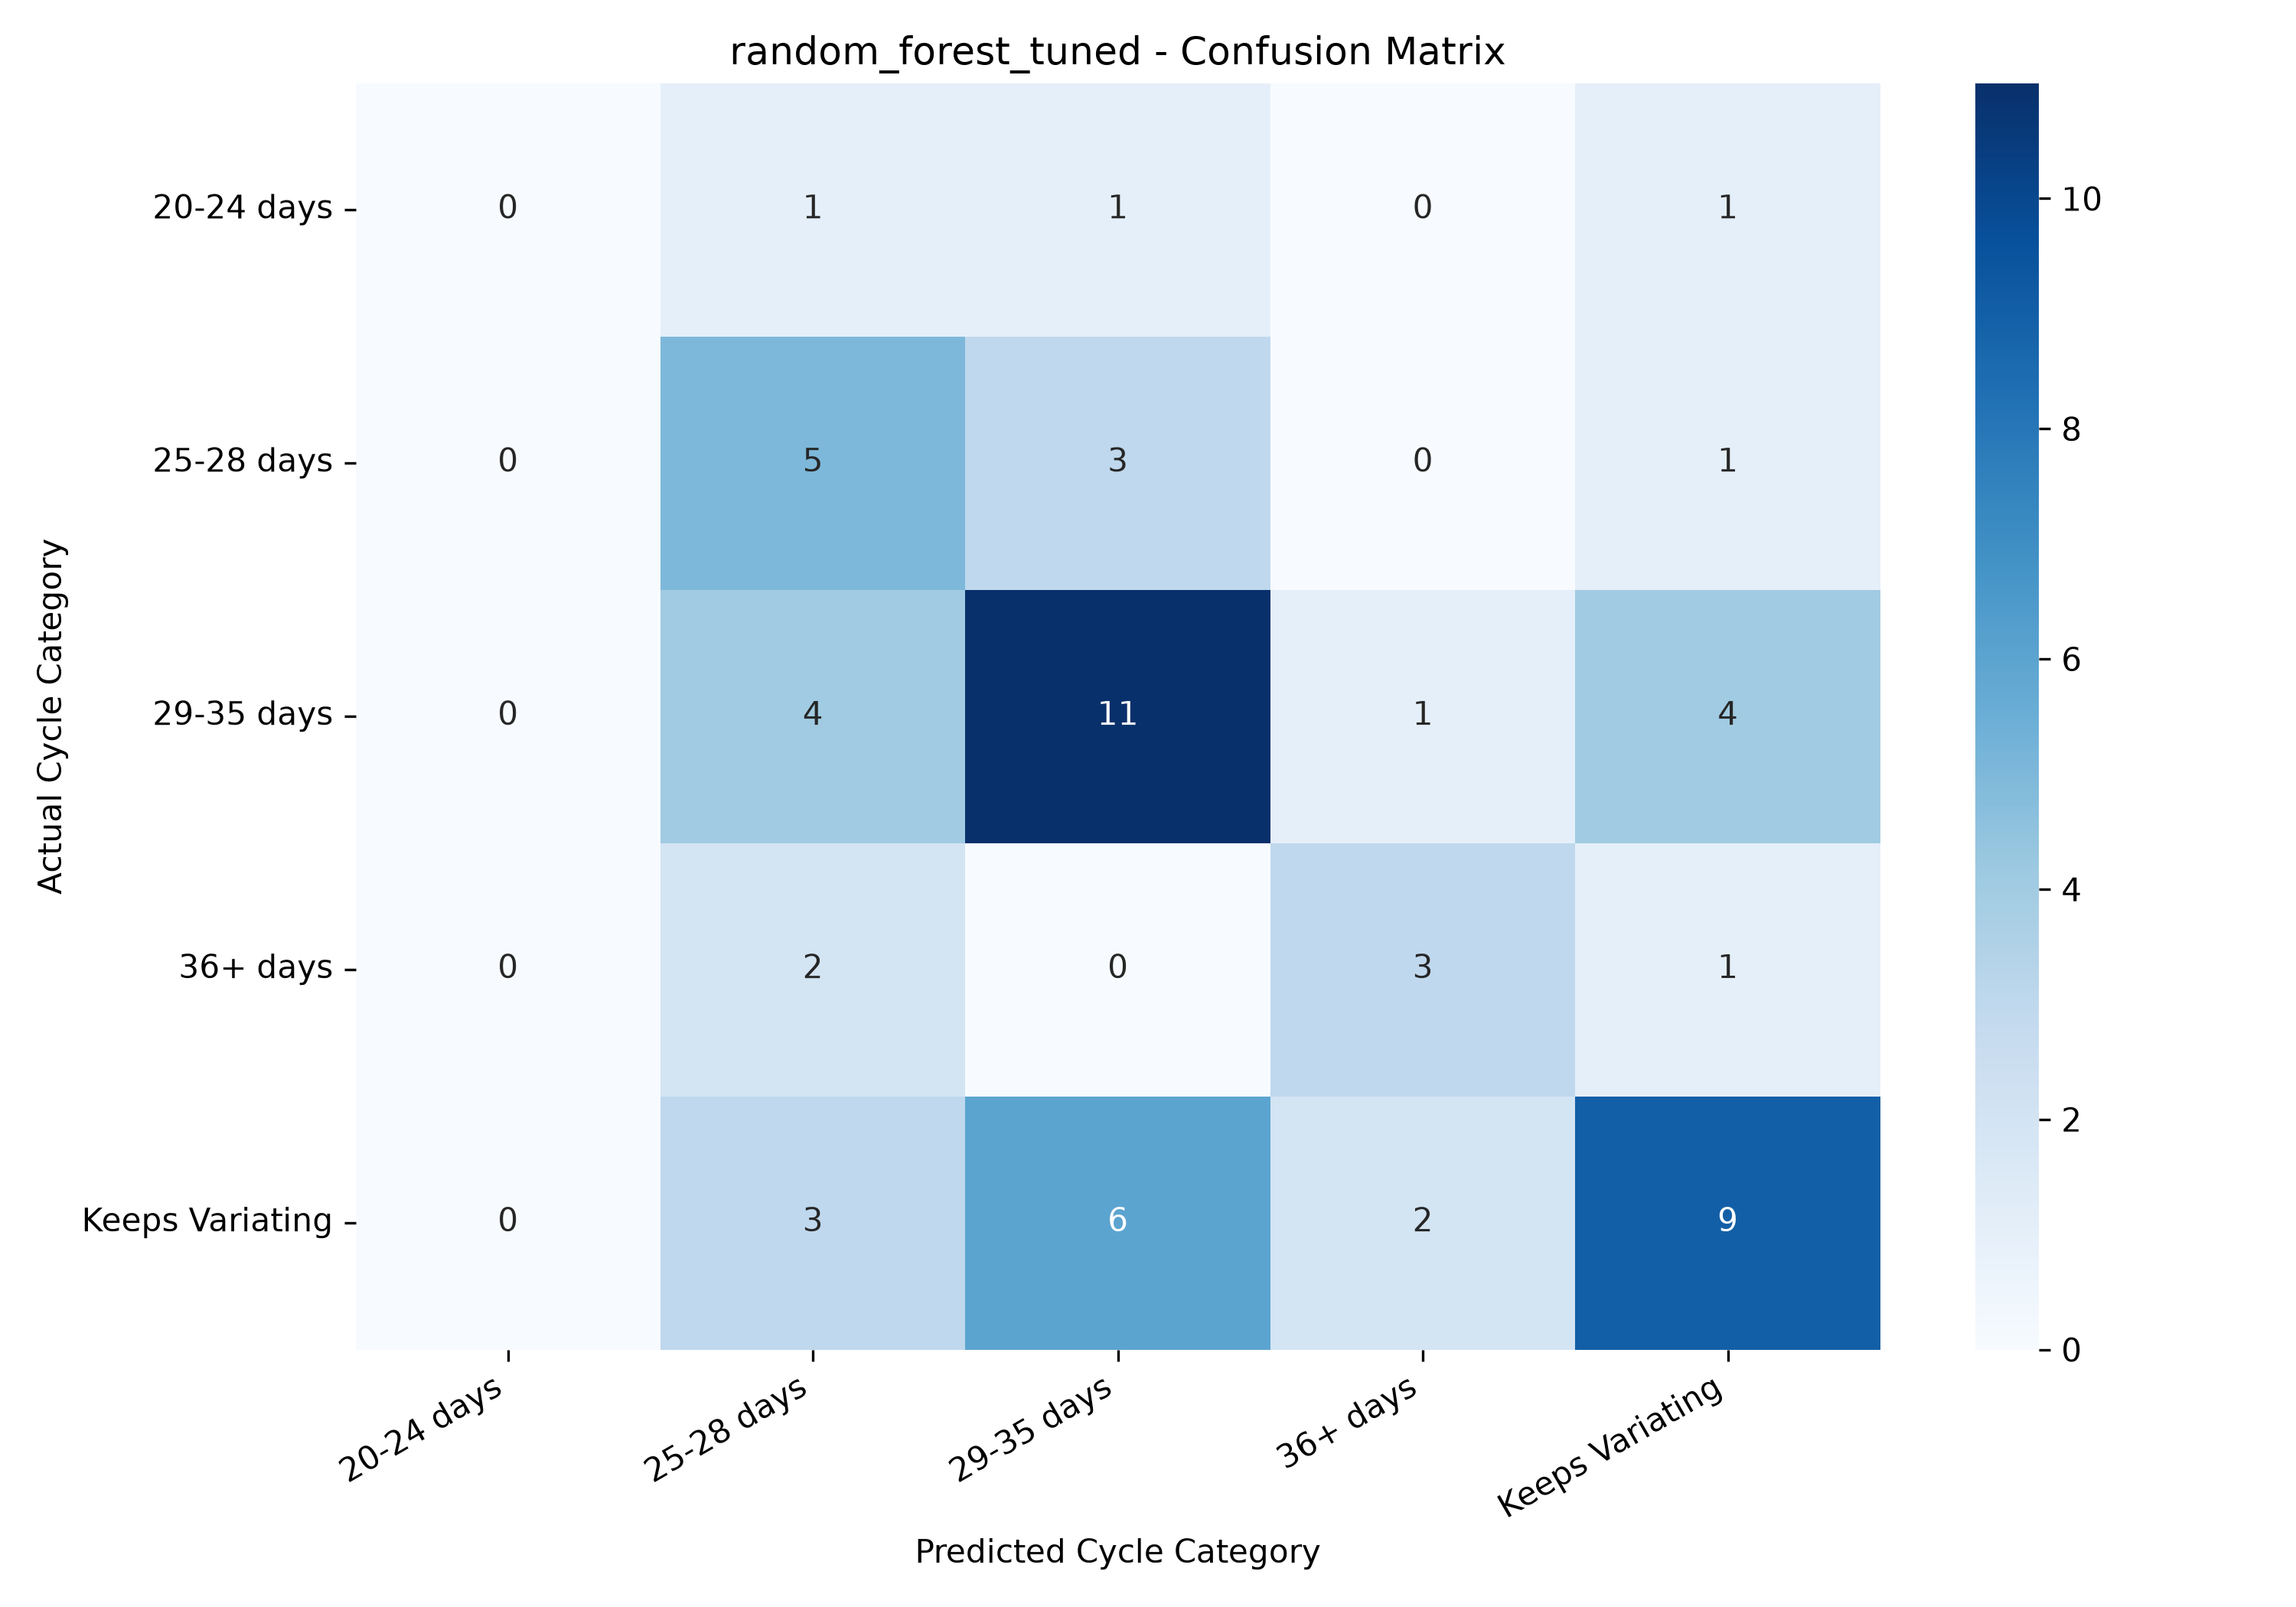 random_forest_tuned - Confusion Matrix
20-24 days 0 1 1 0 1
25-28 days 0 5 3 0 1
29-35 days 0 4 11 1 4
36+ days 0 2 0 3 1
Keeps Variating 0 3 6 2 9
20-24 days 25-28 days 29-35 days 36+ days Keeps Variating
Predicted Cycle Category
Actual Cycle Category
10
8
6
4
2
0